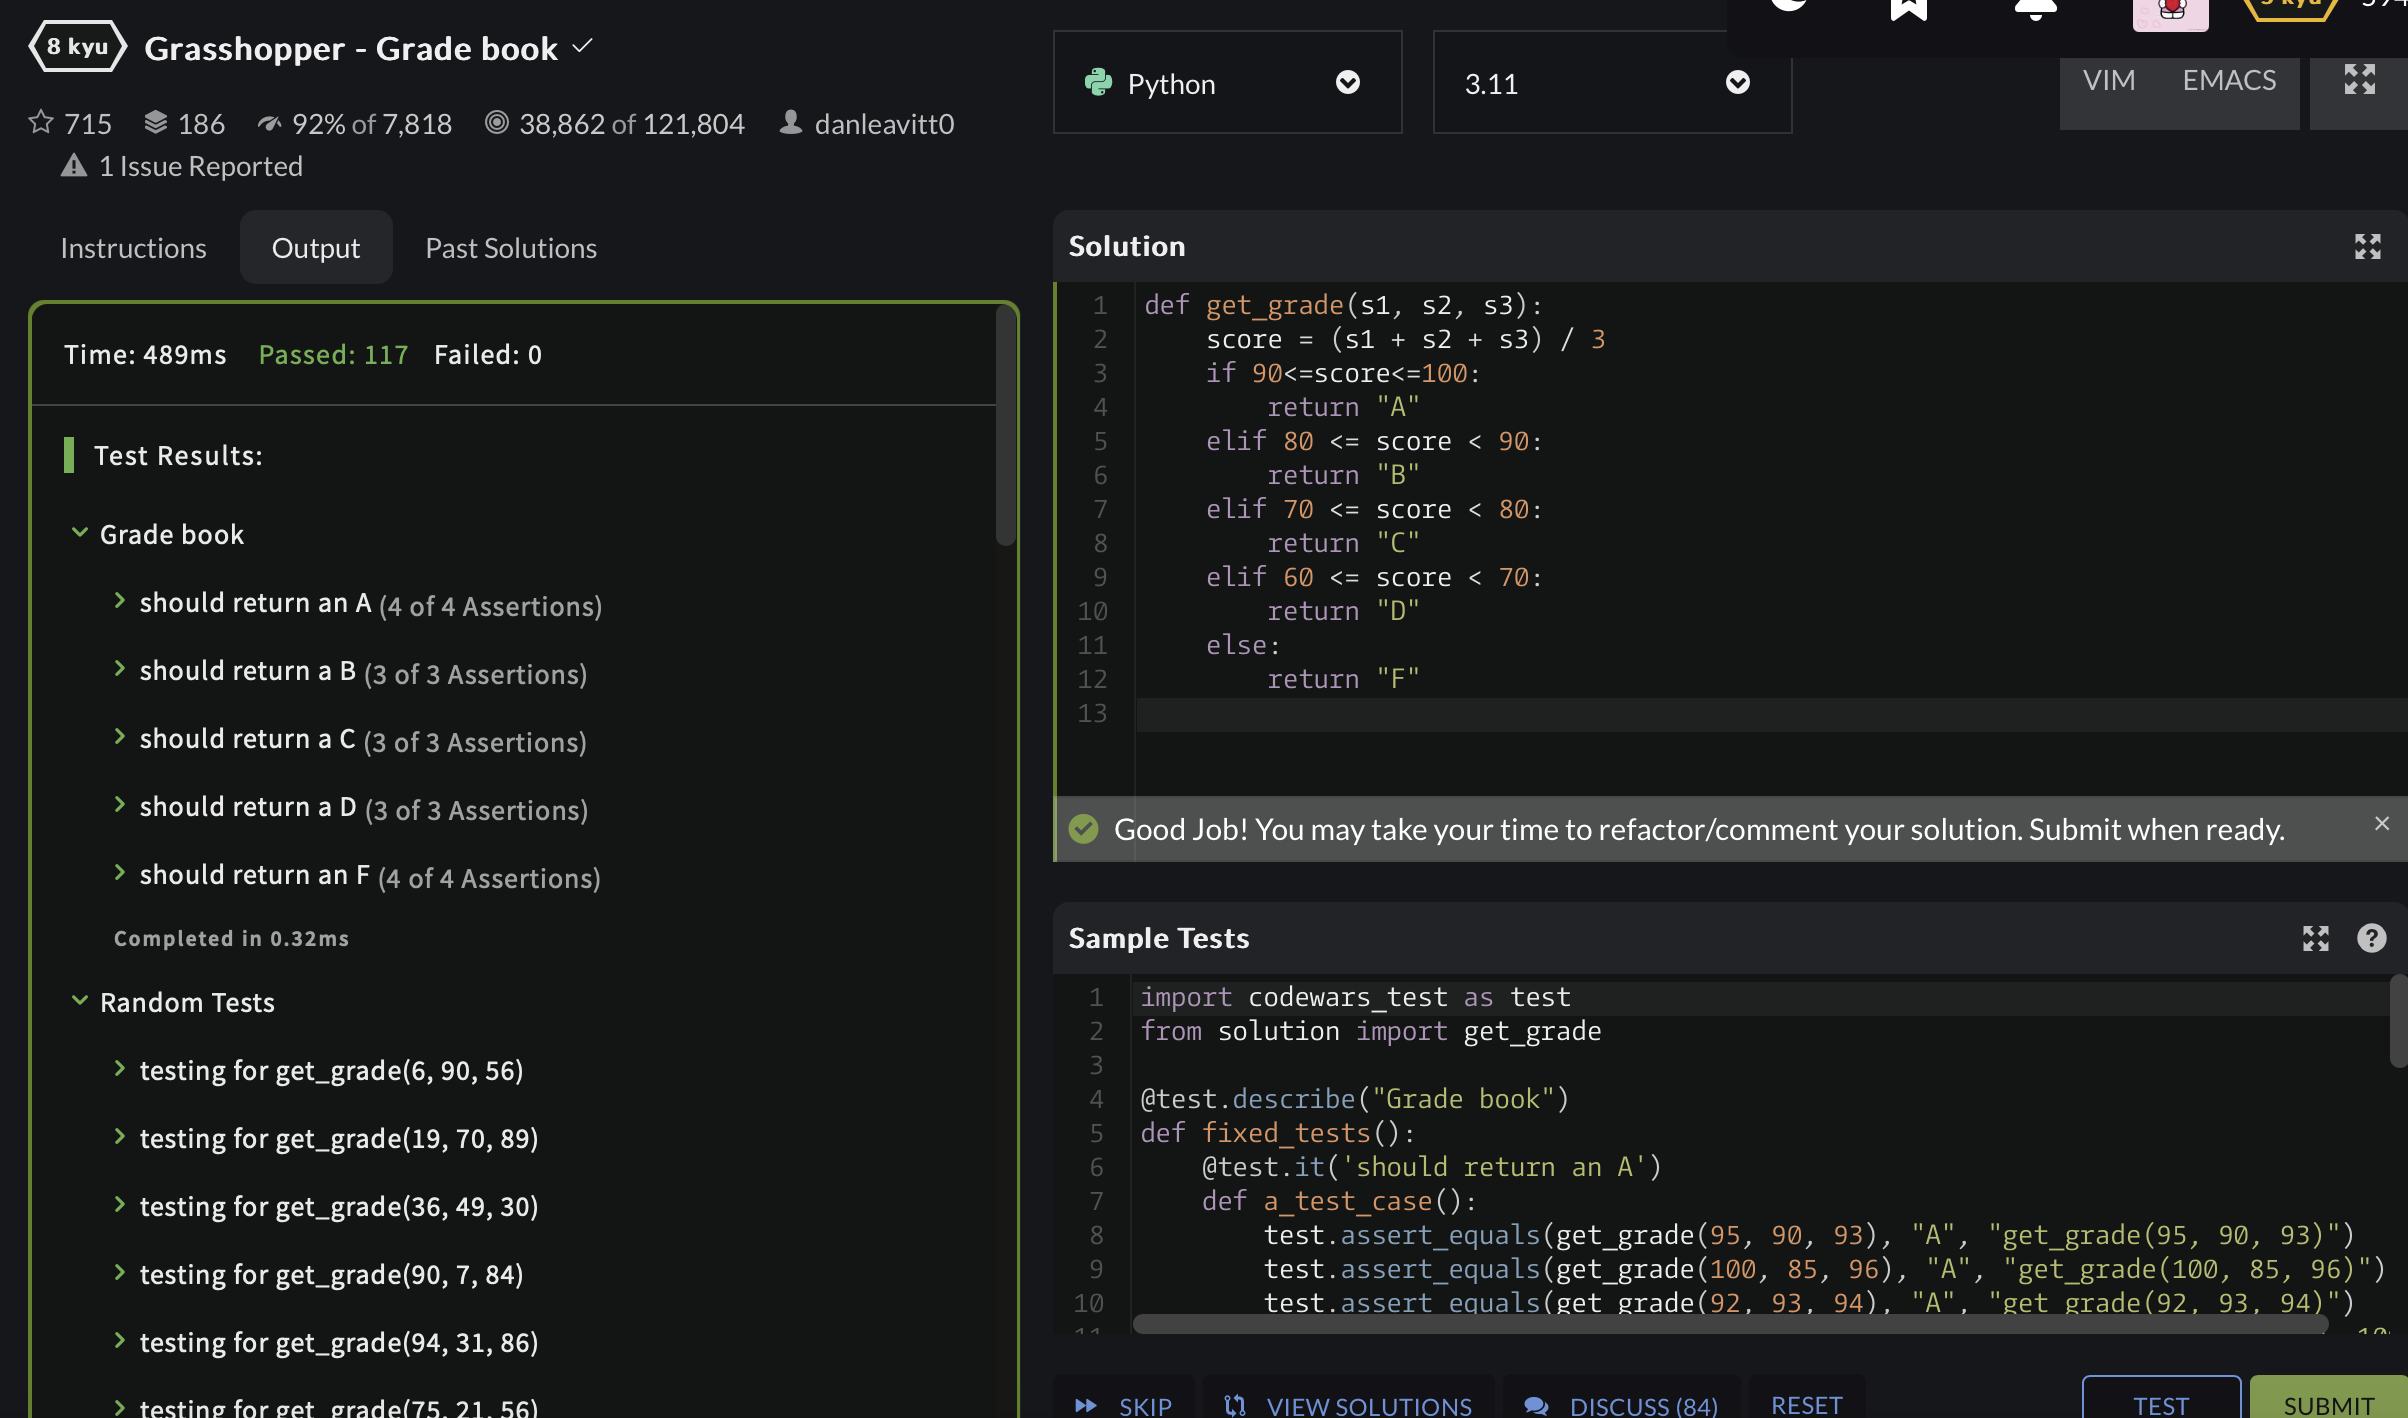 8 kyu Grasshopper - Grade book
715 186 92% of 7,818 38,862 of 121,804 danleavitt0
1 Issue Reported
Instructions Output Past Solutions
Time: 489ms Passed: 117 Failed: 0
Test Results:
Grade book
should return an A (4 of 4 Assertions)
should return a B (3 of 3 Assertions)
should return a C (3 of 3 Assertions)
should return a D (3 of 3 Assertions)
should return an F (4 of 4 Assertions)
Completed in 0.32ms
Random Tests
testing for get_grade(6, 90, 56)
testing for get_grade(19, 70, 89)
testing for get_grade(36, 49, 30)
testing for get_grade(90, 7, 84)
testing for get_grade(94, 31, 86)
testing for get_grade(75, 21, 56)
Python 3.11 VIM EMACS
Solution
1 def get_grade(s1, s2, s3):
2     score = (s1 + s2 + s3) / 3
3     if 90<=score<=100:
4         return "A"
5     elif 80 <= score < 90:
6         return "B"
7     elif 70 <= score < 80:
8         return "C"
9     elif 60 <= score < 70:
10         return "D"
11     else:
12         return "F"
13
Good Job! You may take your time to refactor/comment your solution. Submit when ready.
Sample Tests
1 import codewars_test as test
2 from solution import get_grade
3
4 @test.describe("Grade book")
5 def fixed_tests():
6     @test.it('should return an A')
7     def a_test_case():
8         test.assert_equals(get_grade(95, 90, 93), "A", "get_grade(95, 90, 93)")
9         test.assert_equals(get_grade(100, 85, 96), "A", "get_grade(100, 85, 96)")
10         test.assert_equals(get_grade(92, 93, 94), "A", "get_grade(92, 93, 94)")
11
SKIP VIEW SOLUTIONS DISCUSS (84) RESET TEST SUBMIT